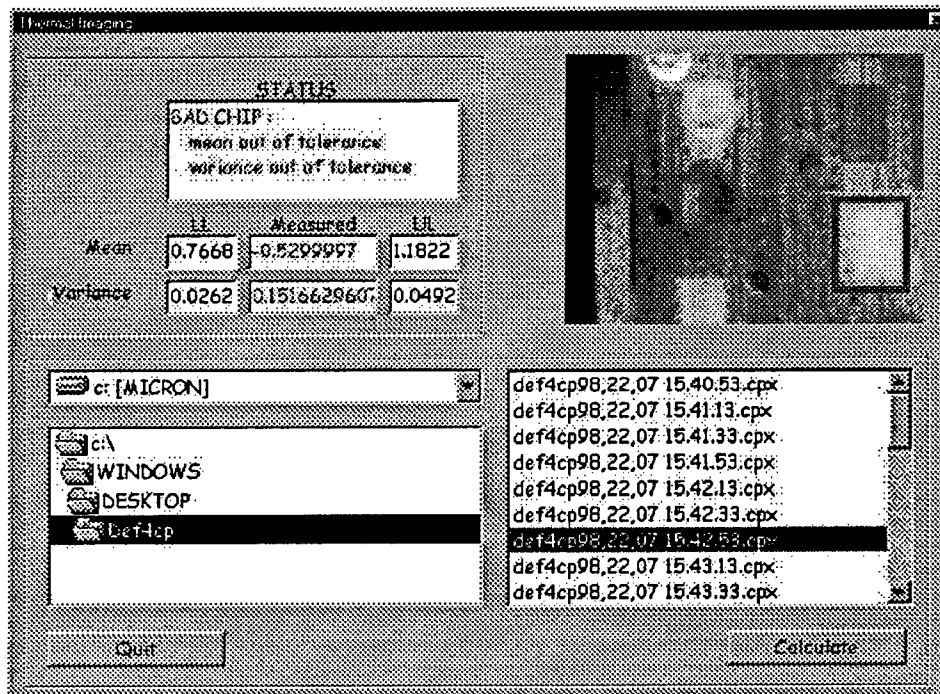 Thermal Imaging
STATUS
BAD CHIP :
mean out of tolerance
variance out of tolerance
LL Measured UL
Mean 0.7668 -0.5299997 1.1822
Variance 0.0262 0.1516629607 0.0492
c: [MICRON]
c:\
WINDOWS
DESKTOP
Def4cp
def4cp98,22,07 15.40.53.cpx
def4cp98,22,07 15.41.13.cpx
def4cp98,22,07 15.41.33.cpx
def4cp98,22,07 15.41.53.cpx
def4cp98,22,07 15.42.13.cpx
def4cp98,22,07 15.42.33.cpx
def4cp98,22,07 15.42.53.cpx
def4cp98,22,07 15.43.13.cpx
def4cp98,22,07 15.43.33.cpx
Quit
Calculate